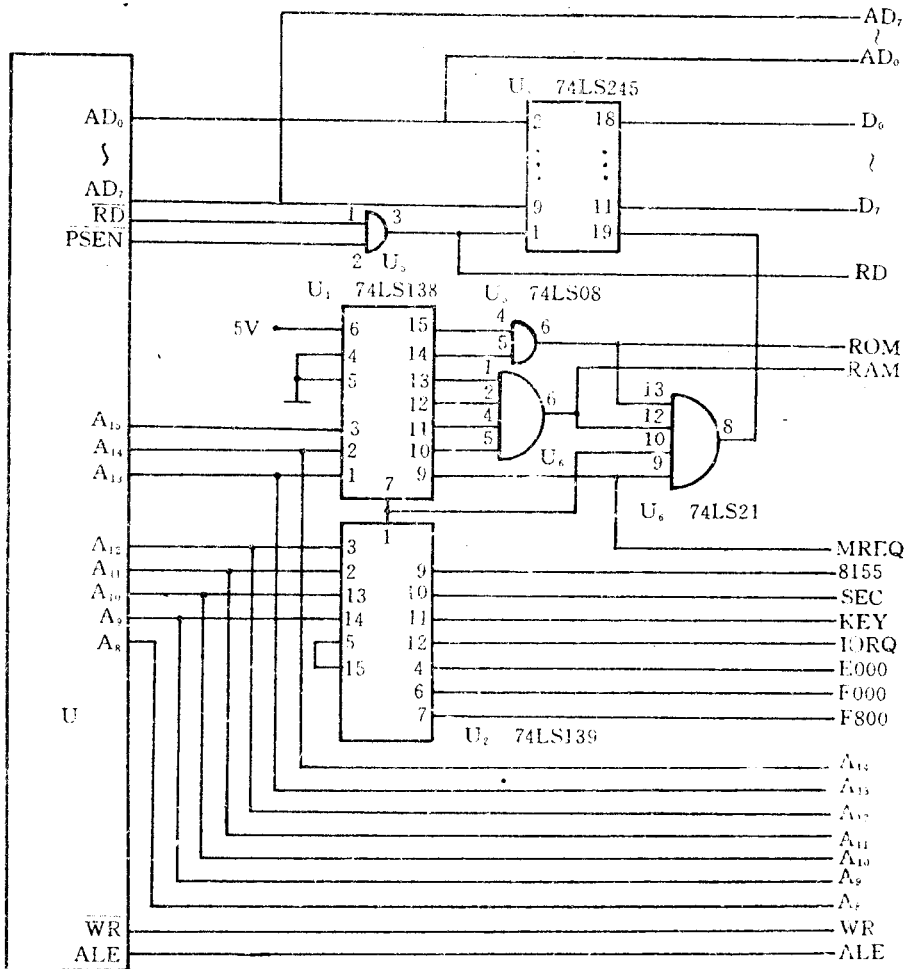 AD₇
~
AD₀
U 74LS245
AD₀ 2 18 D₀
⋮ ⋮ ~
AD₇ 9 11 D₇
R̅D̅ 1 3 1 19
P̅S̅E̅N̅ 2 U₅ RD
U₁ 74LS138 U₅ 74LS08
5V 6 15 4 6
4 14 5 ROM
5 13 1 RAM
12 2 6 13
A₁₅ 3 11 4 12 8
A₁₄ 2 10 5 U₆ 10
A₁₃ 1 7 9 9
U₆ 74LS21
1
A₁₂ 3 MREQ
A₁₁ 2 9 8155
A₁₀ 13 10 SEC
A₉ 14 11 KEY
A₈ 5 12 IORQ
15 4 E000
U 6 F000
7 F800
U₂ 74LS139
A₁₄
A₁₃
A₁₂
A₁₁
A₁₀
A₉
A₈
W̅R̅ WR
ALE ALE